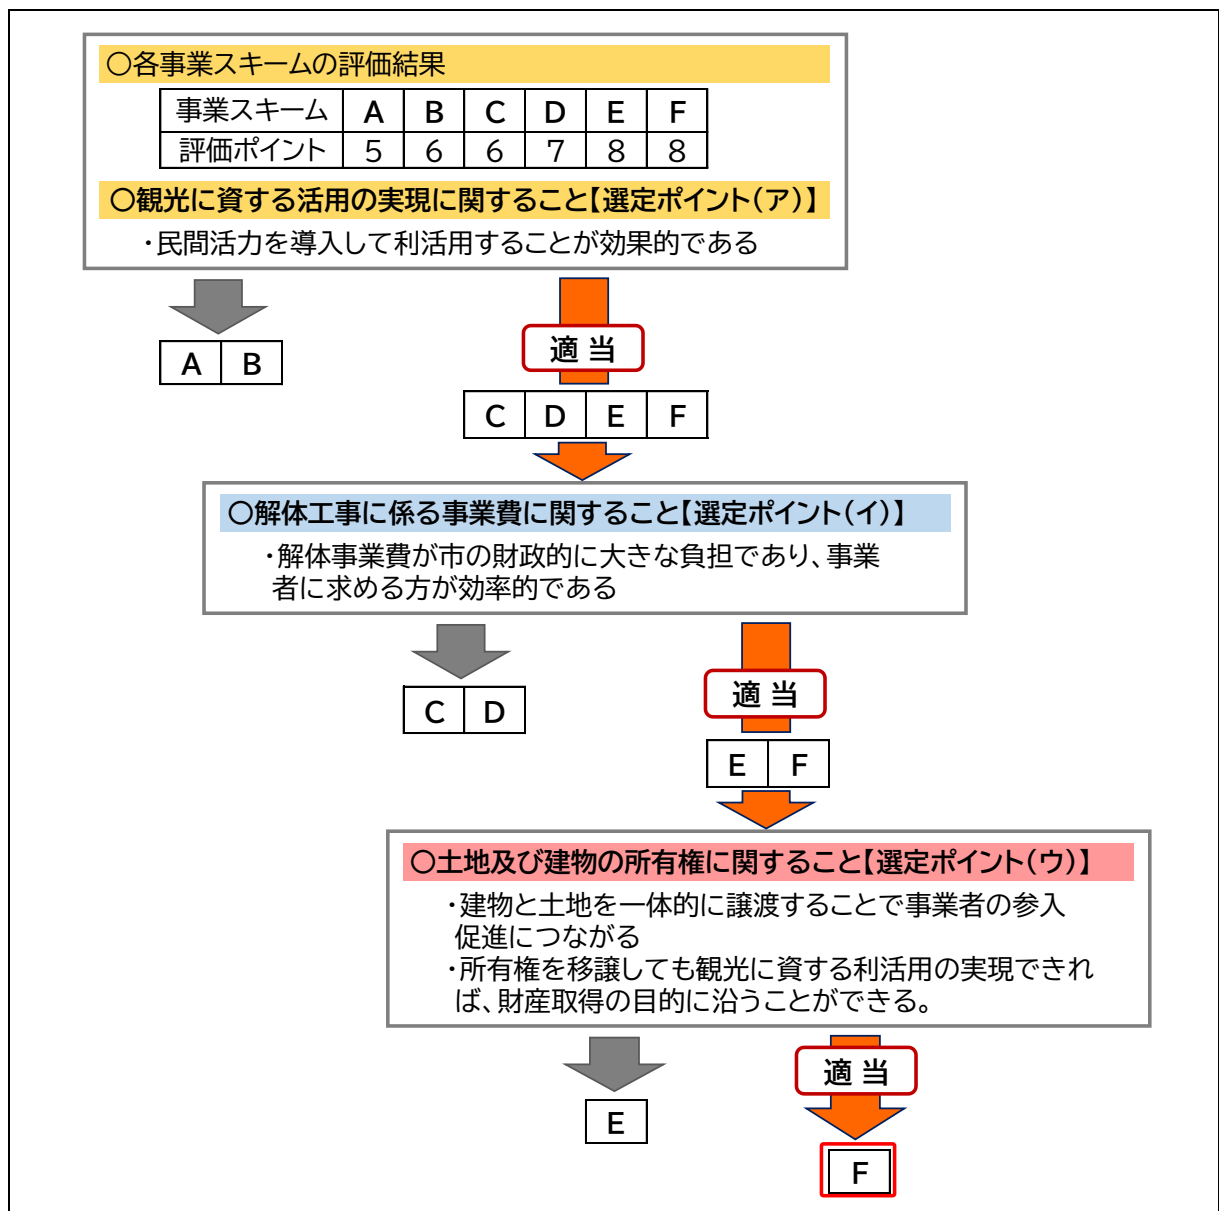 〇各事業スキームの評価結果
事業スキーム A B C D E F
評価ポイント 5 6 6 7 8 8
〇観光に資する活用の実現に関すること【選定ポイント（ア）】
・民間活力を導入して利活用することが効果的である
適 当
A B
C D E F
〇解体工事に係る事業費に関すること【選定ポイント（イ）】
・解体事業費が市の財政的に大きな負担であり、事業
者に求める方が効率的である
適 当
C D
E F
〇土地及び建物の所有権に関すること【選定ポイント（ウ）】
・建物と土地を一体的に譲渡することで事業者の参入
促進につながる
・所有権を移譲しても観光に資する利活用の実現できれ
ば、財産取得の目的に沿うことができる。
適 当
E
F